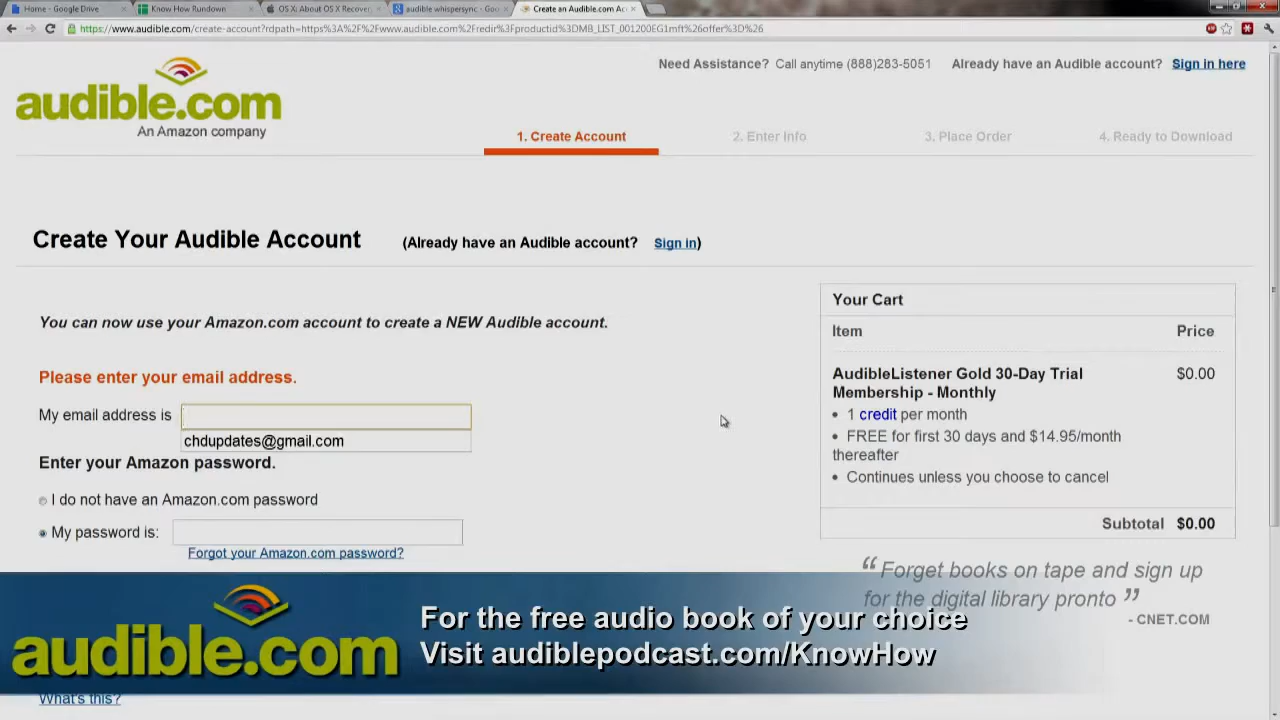 Home - Google Drive
Know How Rundown
OS X: About OS X Recover
audible whispersync - Goo
Create an Audible.com Acc
https://www.audible.com/create-account?rdpath=https%3A%2F%2Fwww.audible.com%2Fredir%3Fproductid%3DMB_LIST_001200EG1mft%26offer%3D%26
Need Assistance? Call anytime (888)283-5051 Already have an Audible account? Sign in here
audible.com
An Amazon company
1. Create Account
2. Enter Info
3. Place Order
4. Ready to Download
Create Your Audible Account (Already have an Audible account? Sign in)
You can now use your Amazon.com account to create a NEW Audible account.
Please enter your email address.
My email address is
chdupdates@gmail.com
Enter your Amazon password.
I do not have an Amazon.com password
My password is:
Forgot your Amazon.com password?
Your Cart
Item Price
AudibleListener Gold 30-Day Trial $0.00
Membership - Monthly
• 1 credit per month
• FREE for first 30 days and $14.95/month
thereafter
• Continues unless you choose to cancel
Subtotal $0.00
“Forget books on tape and sign up
for the digital library pronto ”
- CNET.COM
audible.com
For the free audio book of your choice
Visit audiblepodcast.com/KnowHow
What's this?